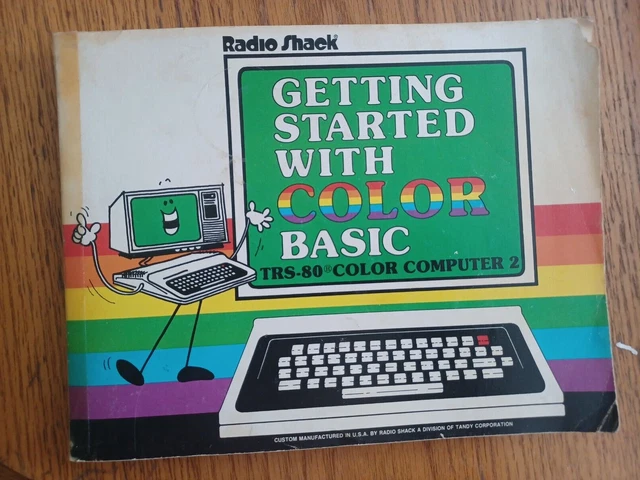 Radio Shack
GETTING
STARTED
WITH
COLOR
BASIC
TRS-80® COLOR COMPUTER 2
CUSTOM MANUFACTURED IN U.S.A. BY RADIO SHACK A DIVISION OF TANDY CORPORATION